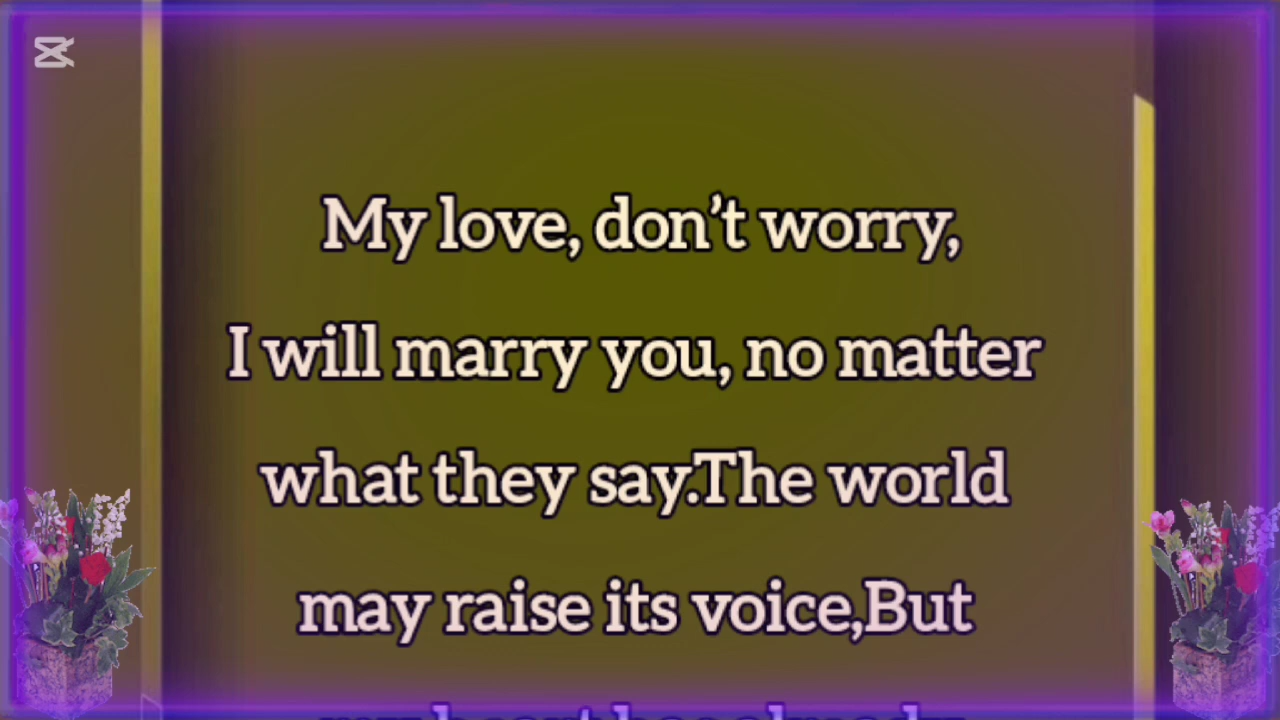 My love, don’t worry,
I will marry you, no matter
what they say.The world
may raise its voice,But